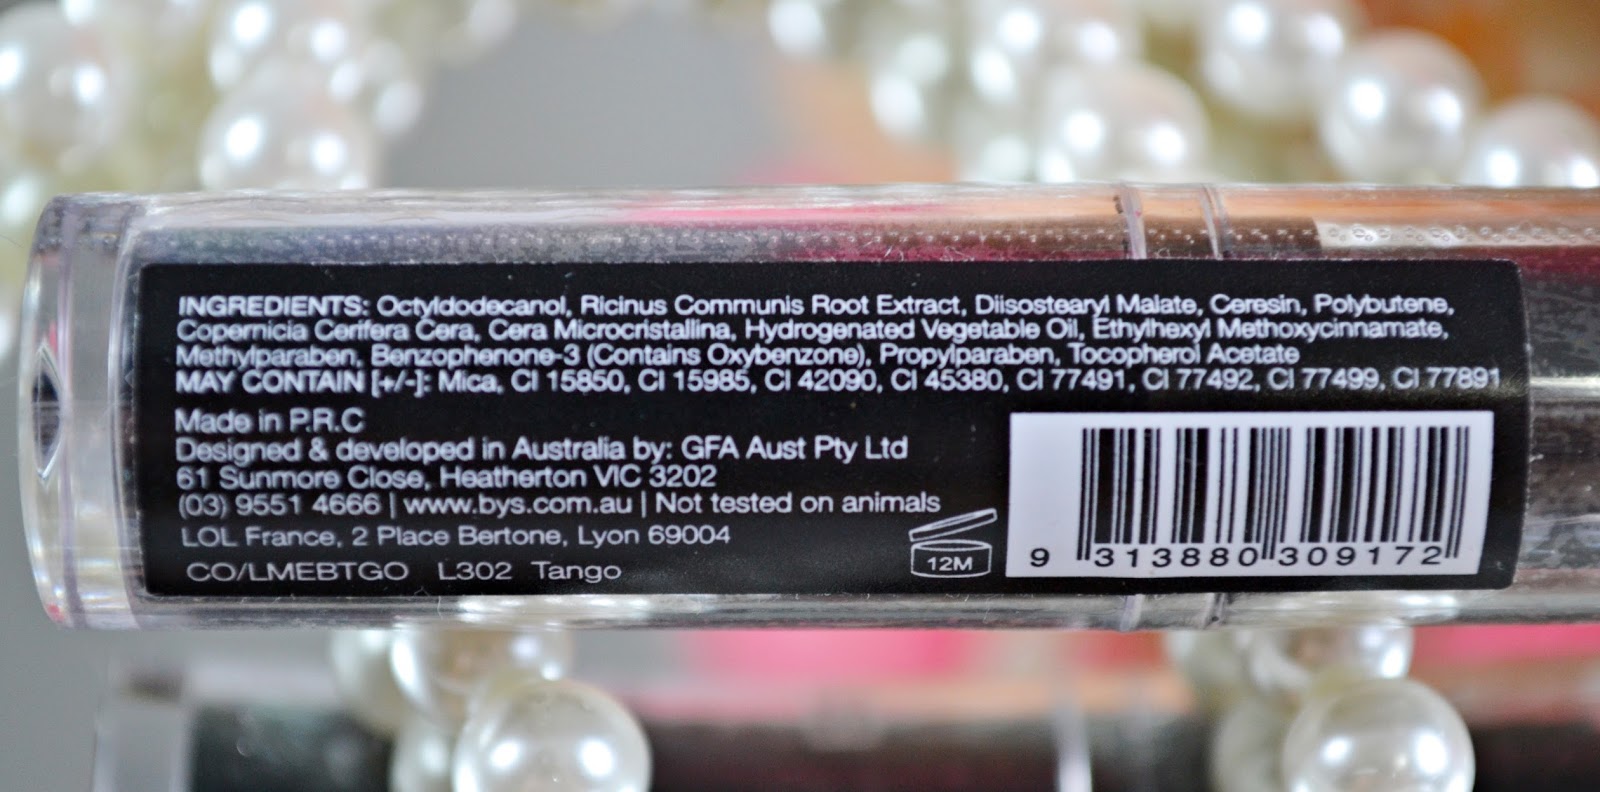 INGREDIENTS: Octyldodecanol, Ricinus Communis Root Extract, Diisostearyl Malate, Ceresin, Polybutene,
Copernicia Cerifera Cera, Cera Microcristallina, Hydrogenated Vegetable Oil, Ethylhexyl Methoxycinnamate,
Methylparaben, Benzophenone-3 (Contains Oxybenzone), Propylparaben, Tocopherol Acetate
MAY CONTAIN [+/-]: Mica, CI 15850, CI 15985, CI 42090, CI 45380, CI 77491, CI 77492, CI 77499, CI 77891
Made in P.R.C
Designed & developed in Australia by: GFA Aust Pty Ltd
61 Sunmore Close, Heatherton VIC 3202
(03) 9551 4666 | www.bys.com.au | Not tested on animals
LOL France, 2 Place Bertone, Lyon 69004
CO/LMEBTGO L302 Tango
12M
9 313880 309172